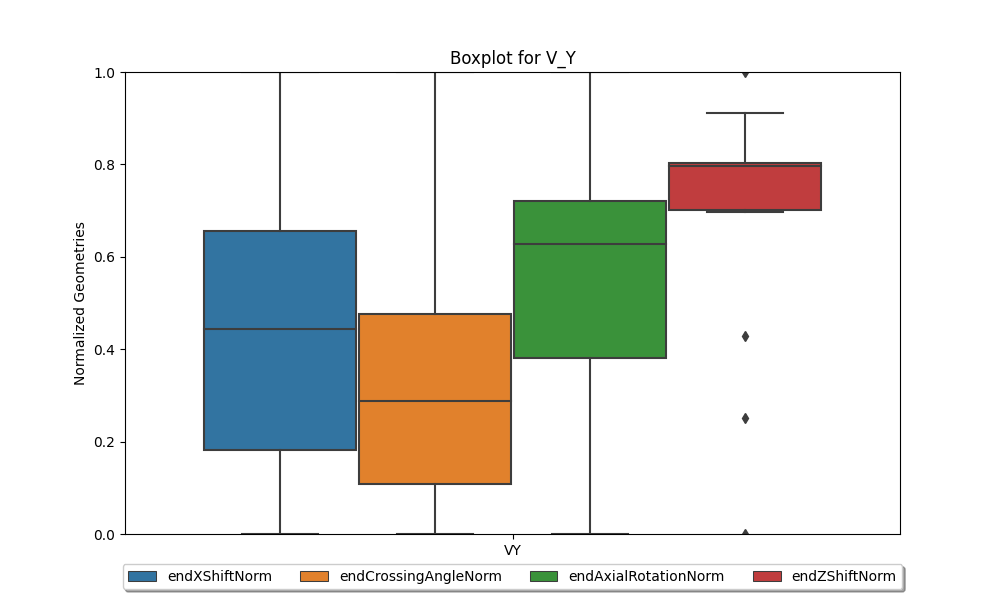 Boxplot for V_Y
1.0
0.8
0.6
0.4
0.2
0.0
Normalized Geometries
VY
endXShiftNorm endCrossingAngleNorm endAxialRotationNorm endZShiftNorm